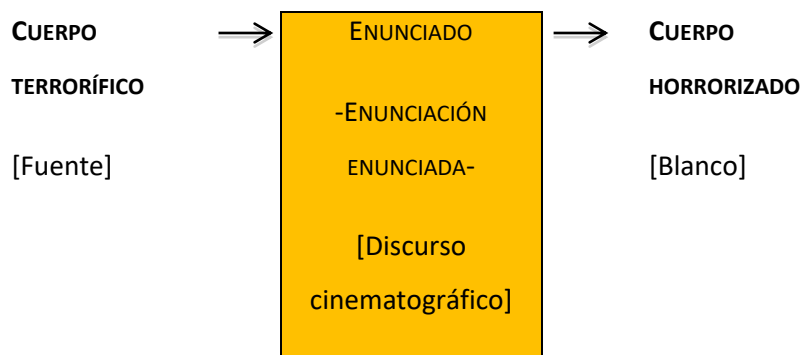 CUERPO
TERRORÍFICO
[Fuente]
ENUNCIADO
-ENUNCIACIÓN
ENUNCIADA-
[Discurso
cinematográfico]
CUERPO
HORRORIZADO
[Blanco]